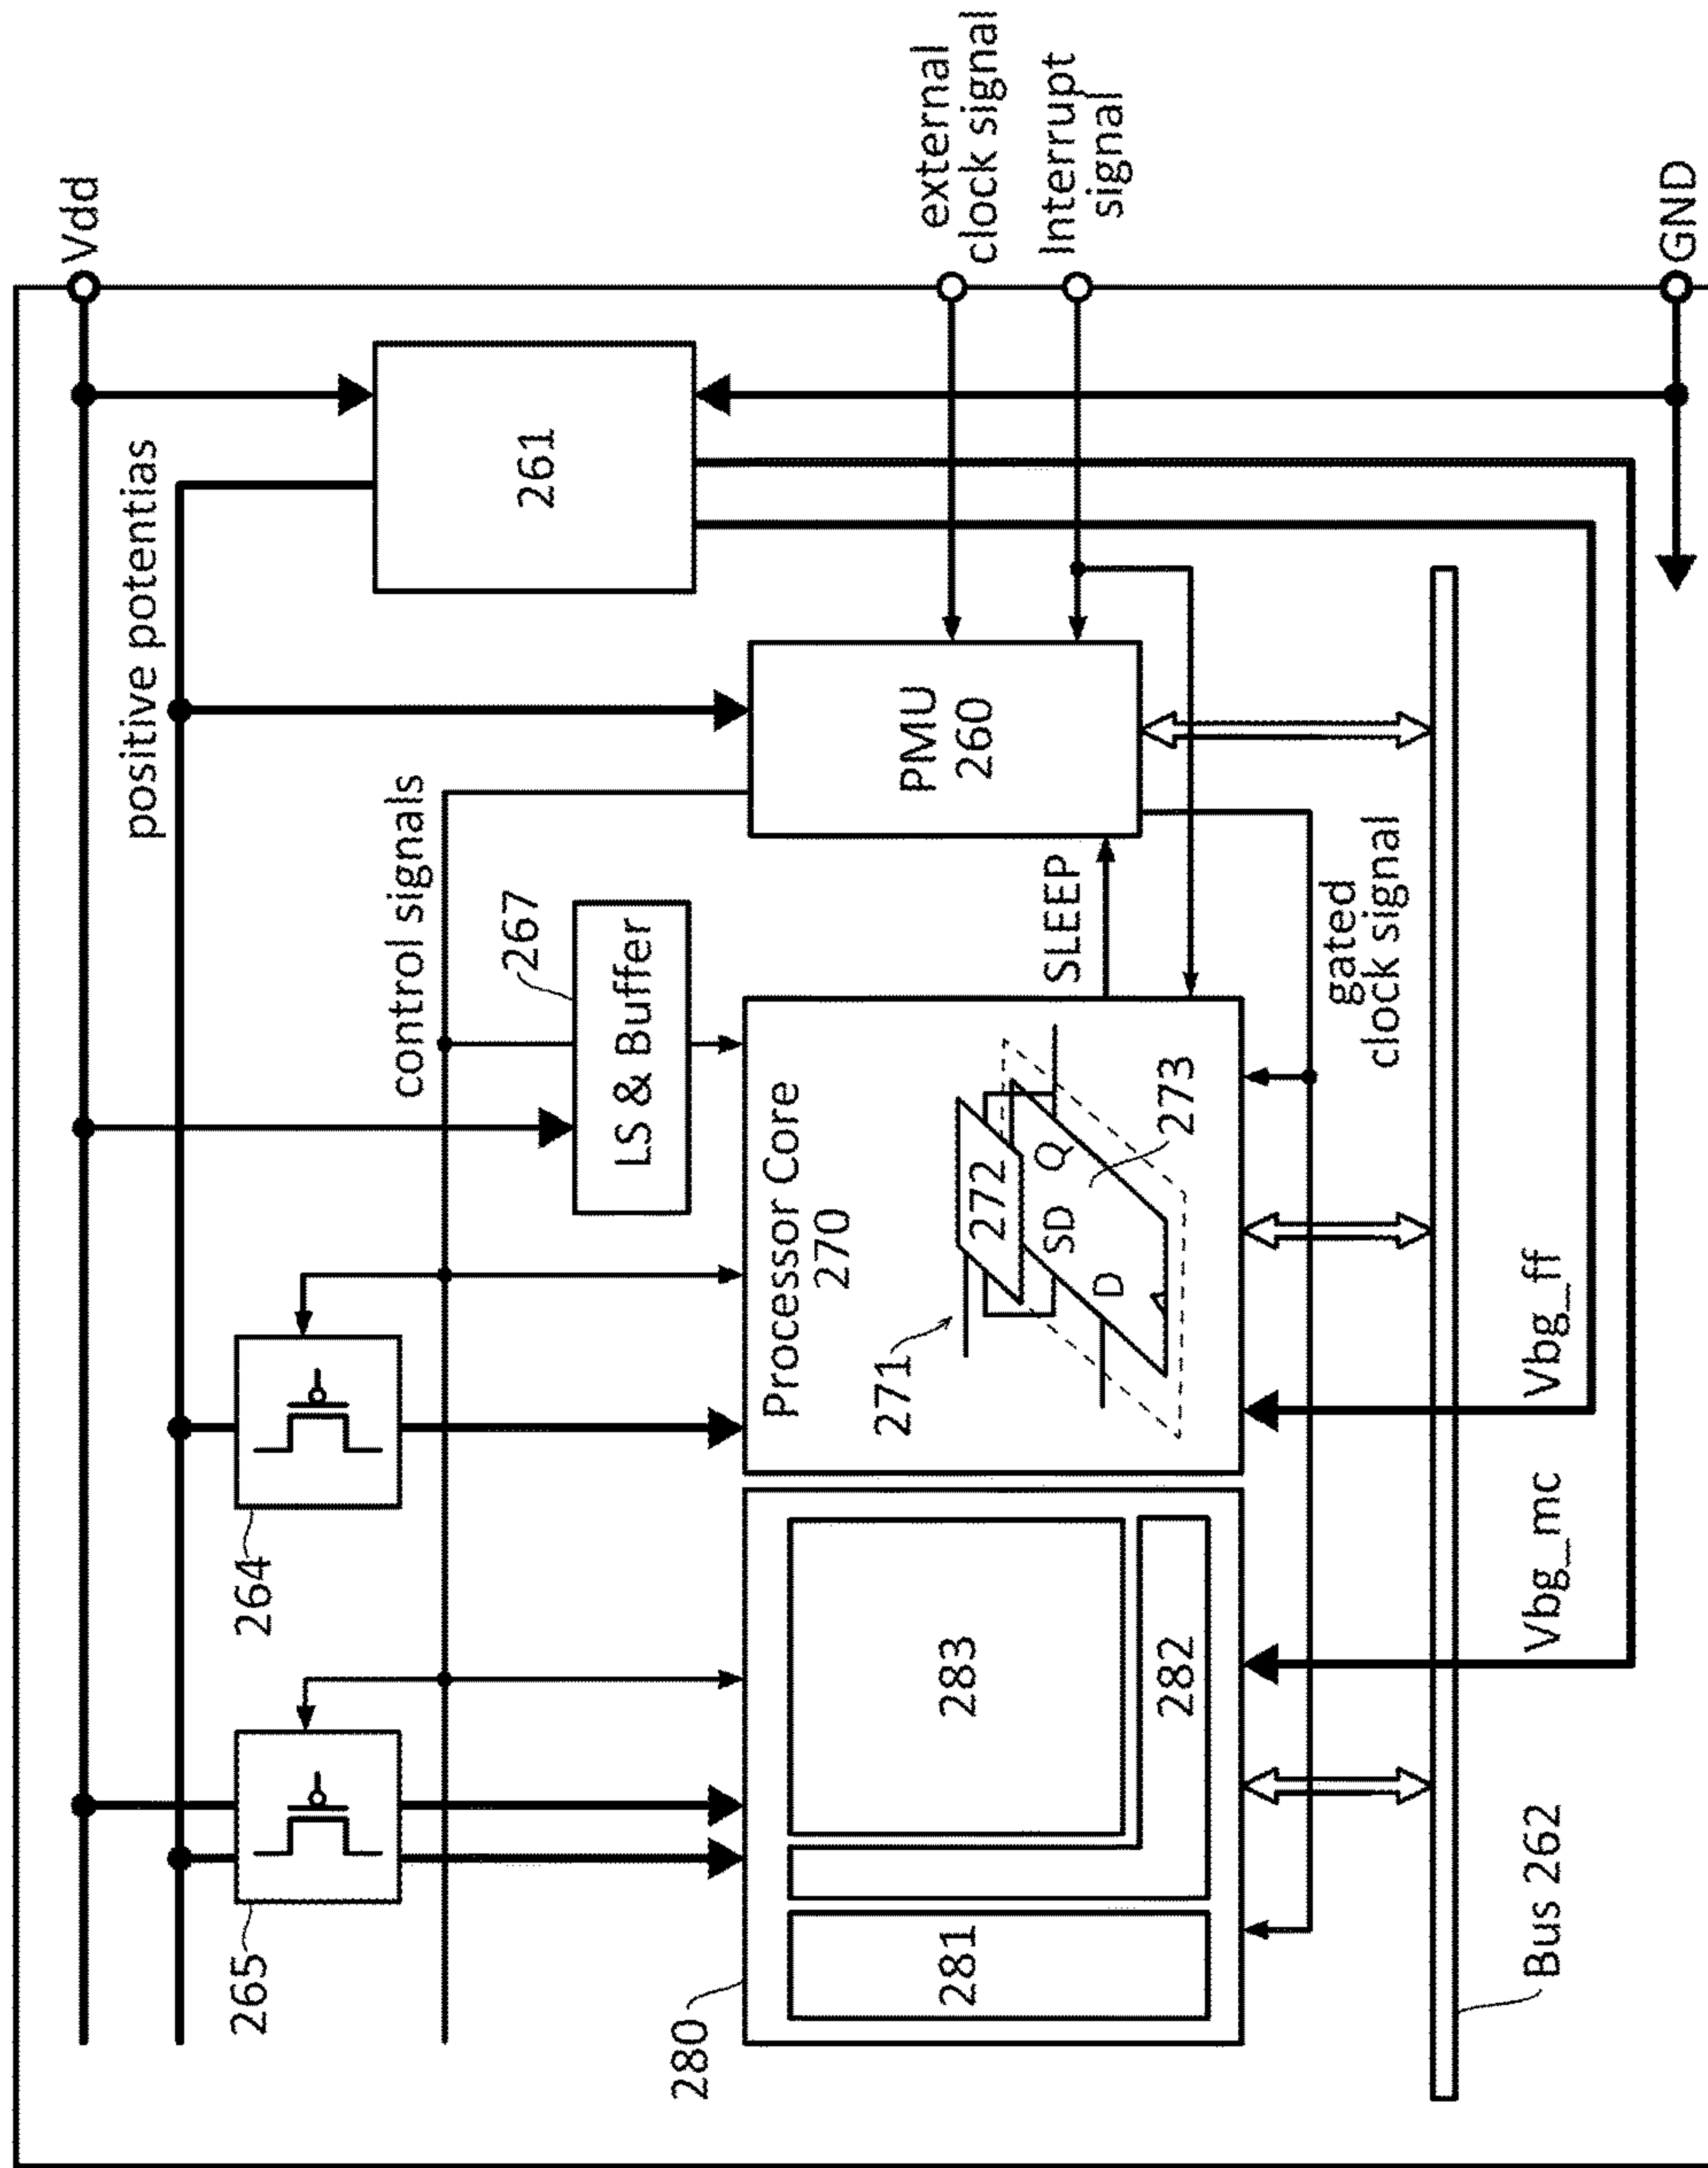 Vdd
positive potentias
control signals
261
265
264
267
LS & Buffer
external
clock signal
Interrupt
signal
PMU
260
SLEEP
Processor Core
270
271
272
SD
Q
D
273
280
281
283
282
gated
clock signal
Vbg_mc
Vbg_ff
Bus 262
GND